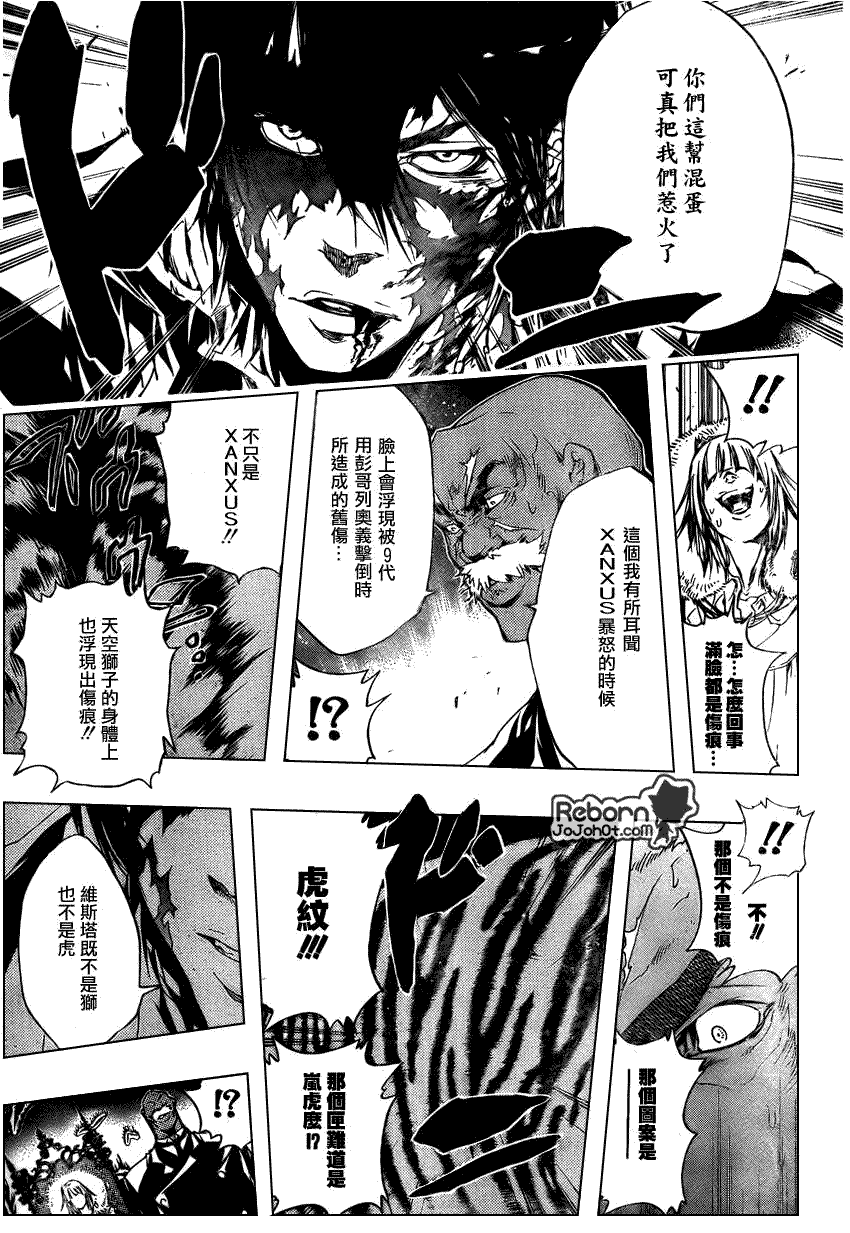 你們這幫混蛋
可真把我們惹火了
!!
怎…怎麼回事
滿臉都是傷痕…
這個我有所耳聞
XANXUS暴怒的時候
臉上會浮現被9代
用彭哥列奧義擊倒時
所造成的舊傷…
!?
不只是
XANXUS!!
天空獅子的身體上
也浮現出傷痕!!
Reborn
JoJoHOt.com
!!
不!!
那個不是傷痕
那個圖案是——
虎紋!!!
那個匣難道是
嵐虎麼!?
維斯塔既不是獅
也不是虎
!?